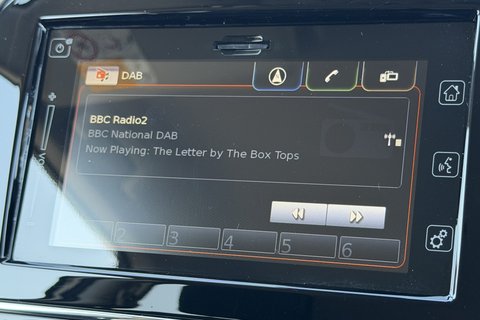 DAB
BBC Radio2
BBC National DAB
Now Playing: The Letter by The Box Tops
2 3 4 5 6